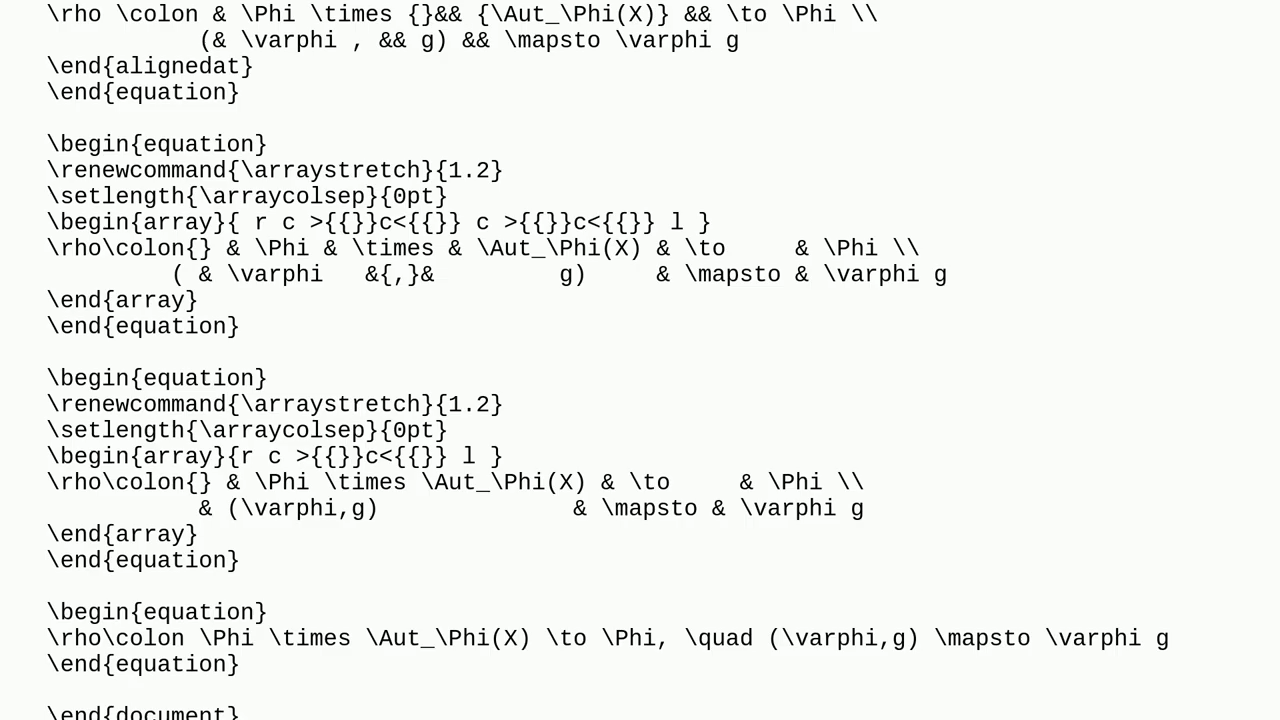 \rho \colon & \Phi \times {}&& {\Aut_\Phi(X)} && \to \Phi \\
(& \varphi , && g) && \mapsto \varphi g
\end{alignedat}
\end{equation}
\begin{equation}
\renewcommand{\arraystretch}{1.2}
\setlength{\arraycolsep}{0pt}
\begin{array}{ r c >{{}}c<{{}} c >{{}}c<{{}} l }
\rho\colon{} & \Phi & \times & \Aut_\Phi(X) & \to     & \Phi \\
( & \varphi   &{,}&         g)     & \mapsto & \varphi g
\end{array}
\end{equation}
\begin{equation}
\renewcommand{\arraystretch}{1.2}
\setlength{\arraycolsep}{0pt}
\begin{array}{r c >{{}}c<{{}} l }
\rho\colon{} & \Phi \times \Aut_\Phi(X) & \to     & \Phi \\
& (\varphi,g)              & \mapsto & \varphi g
\end{array}
\end{equation}
\begin{equation}
\rho\colon \Phi \times \Aut_\Phi(X) \to \Phi, \quad (\varphi,g) \mapsto \varphi g
\end{equation}
\end{document}